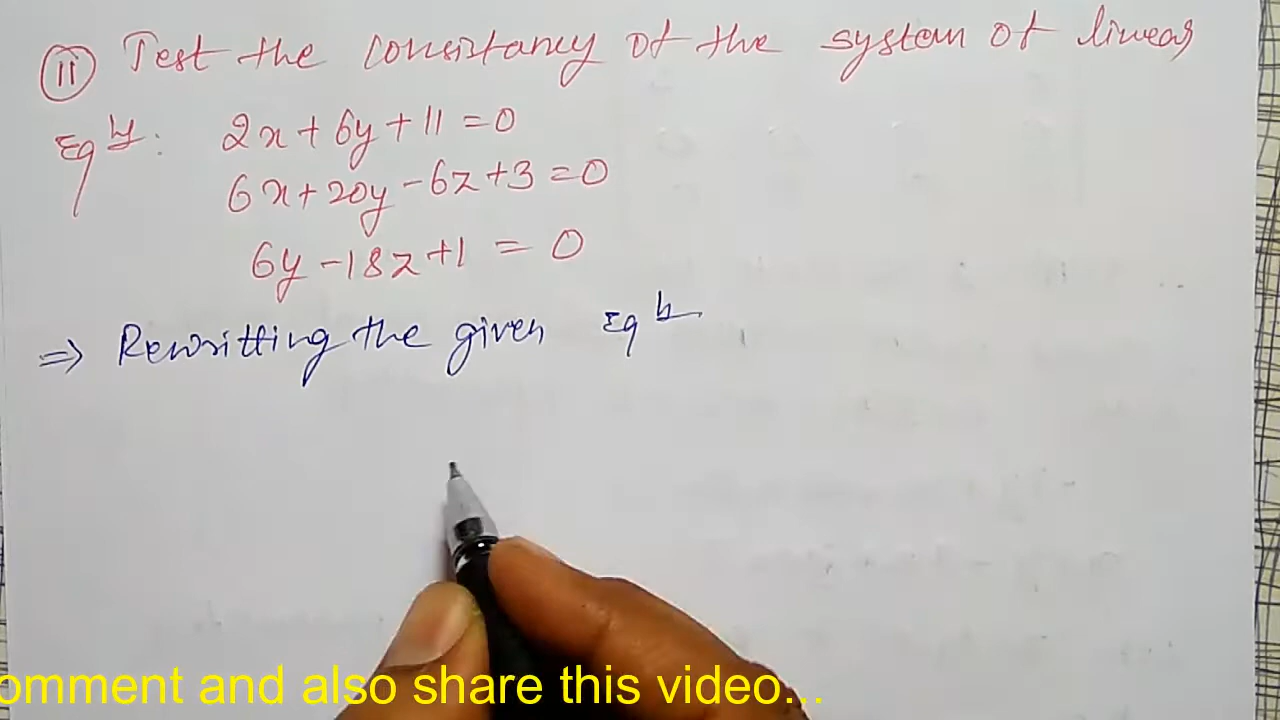 (11) Test the consistancy of the system of linear
Eqⁿ: 2x + 6y + 11 = 0
6x + 20y - 6z + 3 = 0
6y - 18z + 1 = 0
⇒ Rewritting the given Eqⁿ
omment and also share this video...